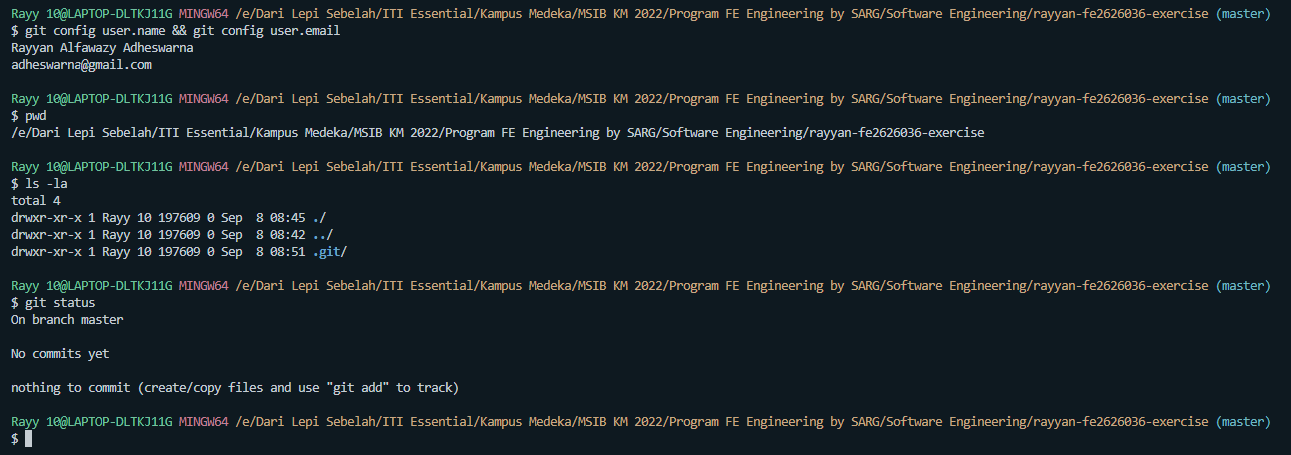 Rayy 10@LAPTOP-DLTKJ11G MINGW64 /e/Dari Lepi Sebelah/ITI Essential/Kampus Medeka/MSIB KM 2022/Program FE Engineering by SARG/Software Engineering/rayyan-fe2626036-exercise (master)
$ git config user.name && git config user.email
Rayyan Alfawazy Adheswarna
adheswarna@gmail.com
Rayy 10@LAPTOP-DLTKJ11G MINGW64 /e/Dari Lepi Sebelah/ITI Essential/Kampus Medeka/MSIB KM 2022/Program FE Engineering by SARG/Software Engineering/rayyan-fe2626036-exercise (master)
$ pwd
/e/Dari Lepi Sebelah/ITI Essential/Kampus Medeka/MSIB KM 2022/Program FE Engineering by SARG/Software Engineering/rayyan-fe2626036-exercise
Rayy 10@LAPTOP-DLTKJ11G MINGW64 /e/Dari Lepi Sebelah/ITI Essential/Kampus Medeka/MSIB KM 2022/Program FE Engineering by SARG/Software Engineering/rayyan-fe2626036-exercise (master)
$ ls -la
total 4
drwxr-xr-x 1 Rayy 10 197609 0 Sep  8 08:45 ./
drwxr-xr-x 1 Rayy 10 197609 0 Sep  8 08:42 ../
drwxr-xr-x 1 Rayy 10 197609 0 Sep  8 08:51 .git/
Rayy 10@LAPTOP-DLTKJ11G MINGW64 /e/Dari Lepi Sebelah/ITI Essential/Kampus Medeka/MSIB KM 2022/Program FE Engineering by SARG/Software Engineering/rayyan-fe2626036-exercise (master)
$ git status
On branch master
No commits yet
nothing to commit (create/copy files and use "git add" to track)
Rayy 10@LAPTOP-DLTKJ11G MINGW64 /e/Dari Lepi Sebelah/ITI Essential/Kampus Medeka/MSIB KM 2022/Program FE Engineering by SARG/Software Engineering/rayyan-fe2626036-exercise (master)
$